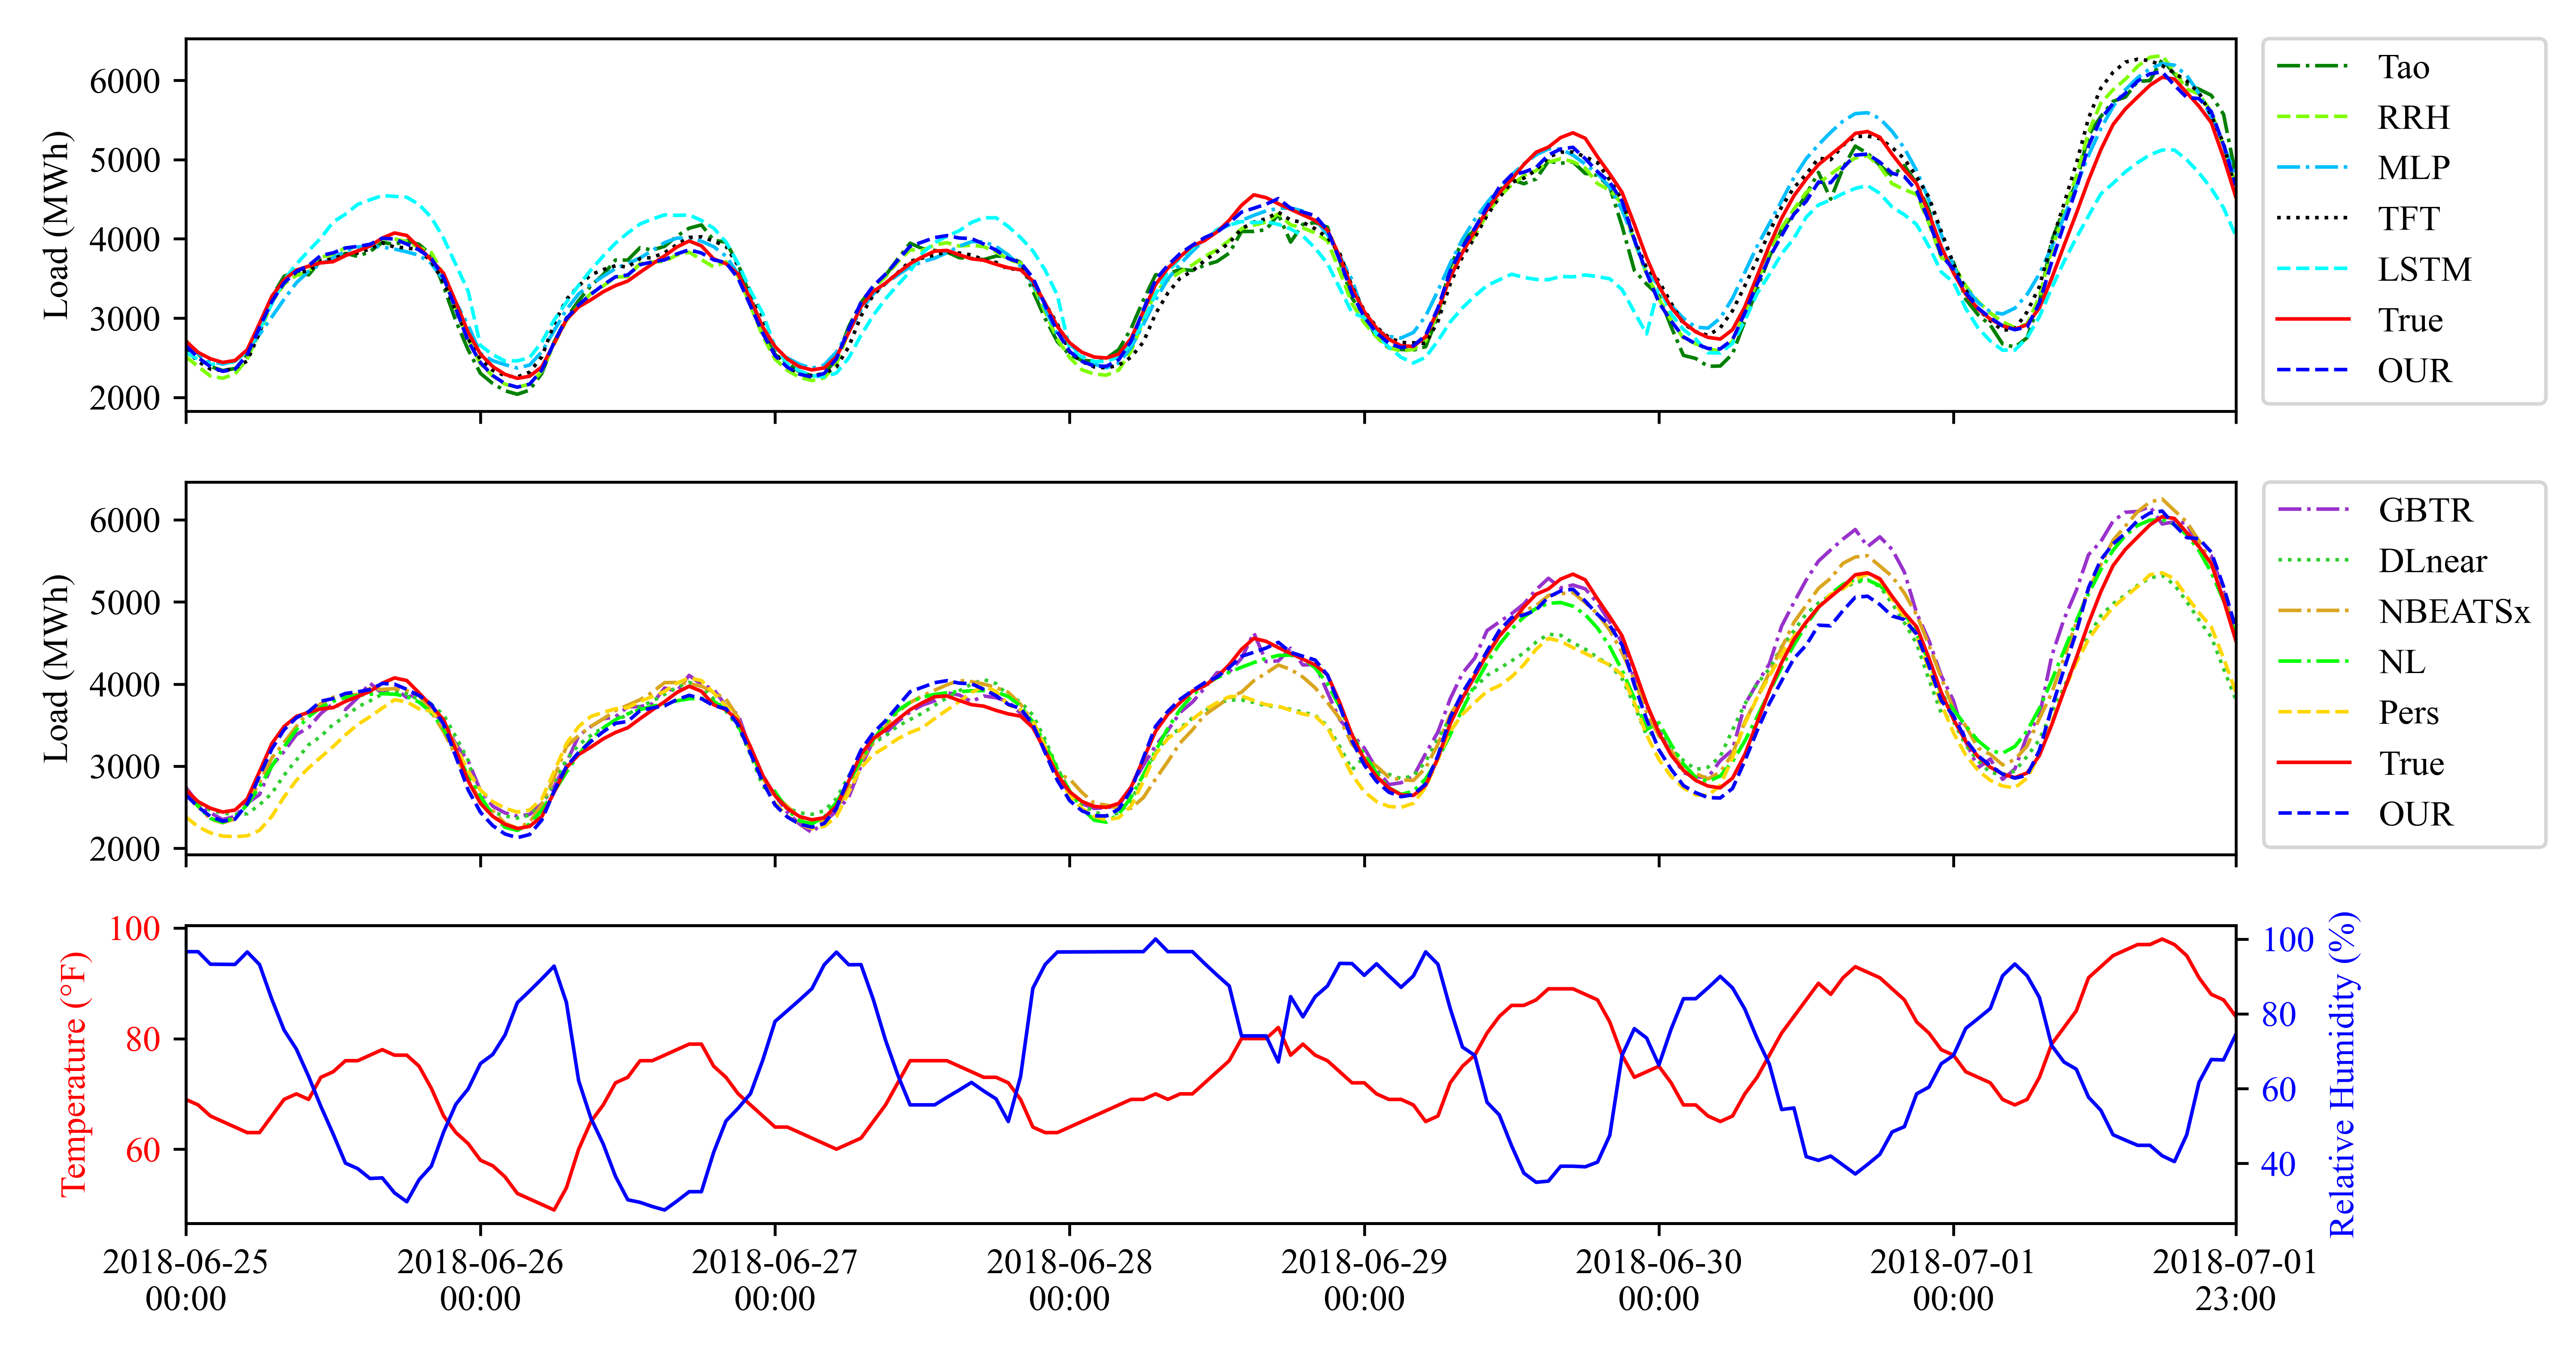 Load (MWh)
6000
5000
4000
3000
2000
Tao
RRH
MLP
TFT
LSTM
True
OUR
Load (MWh)
6000
5000
4000
3000
2000
GBTR
DLnear
NBEATSx
NL
Pers
True
OUR
Temperature (°F)
100
80
60
100
80
60
40
Relative Humidity (%)
2018-06-25 2018-06-26 2018-06-27 2018-06-28 2018-06-29 2018-06-30 2018-07-01 2018-07-01
00:00 00:00 00:00 00:00 00:00 00:00 00:00 23:00